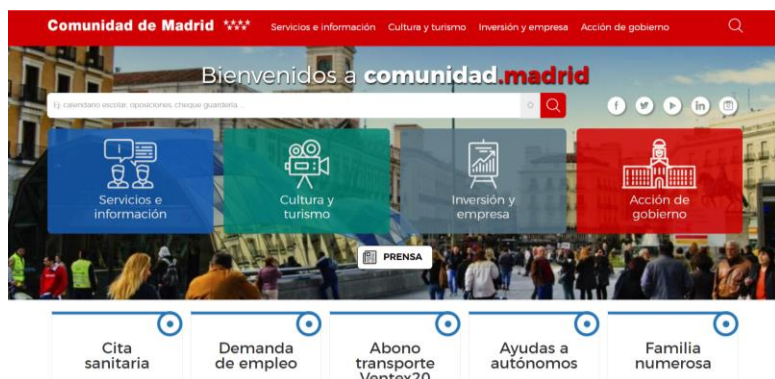 Comunidad de Madrid
Servicios e información Cultura y turismo Inversión y empresa Acción de gobierno
Bienvenidos a comunidad.madrid
Ej: calendario escolar, oposiciones, cheque guardería ...
Servicios e
información
Cultura y
turismo
Inversión y
empresa
Acción de
gobierno
PRENSA
Cita
sanitaria
Demanda
de empleo
Abono
transporte
Ventex20
Ayudas a
autónomos
Familia
numerosa